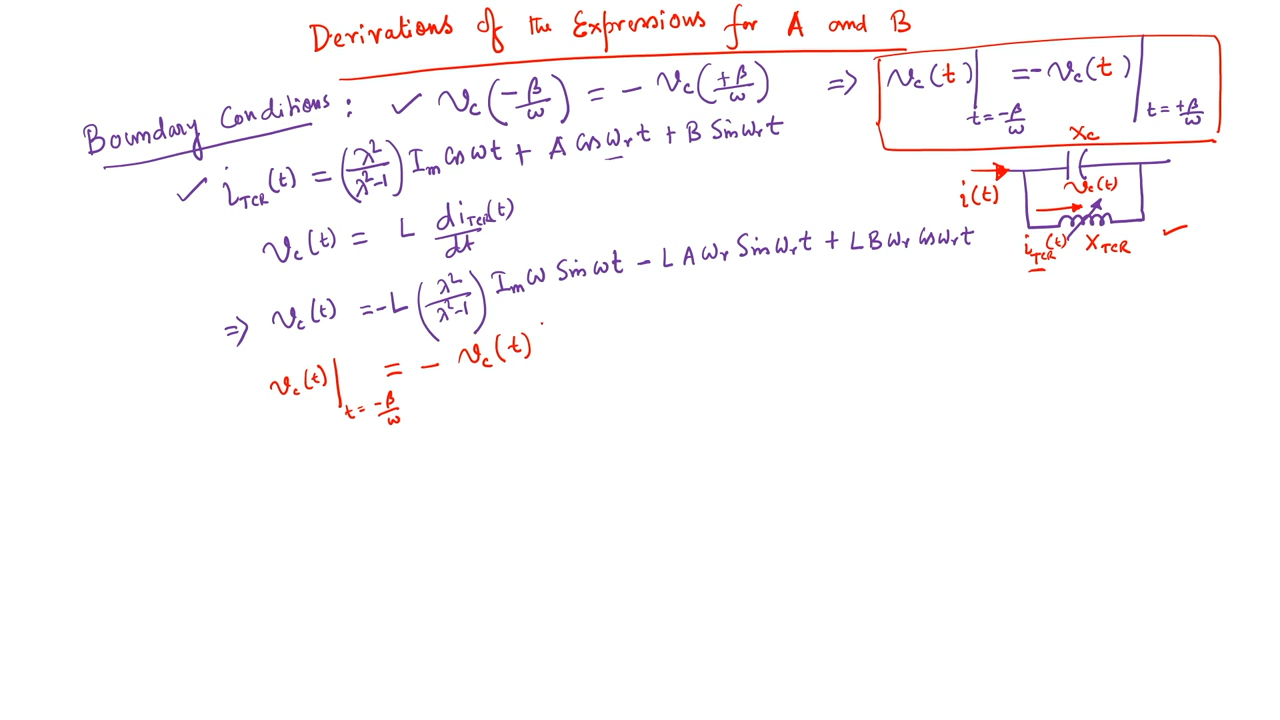 Derivations of the Expressions for A and B
Boundary Conditions : ✓ v_c(-β/ω) = - v_c(+β/ω) ⇒ v_c(t)|_{t=-β/ω} = -v_c(t)|_{t=+β/ω}
✓ i_TCR(t) = (λ²/λ²-1) I_m Cos ωt + A Cos ω_r t + B Sin ω_r t
X_C
i(t)
v_c(t)
i_TCR(t) X_TCR ✓
v_c(t) = L di_TCR(t)/dt
⇒ v_c(t) = -L (λ²/λ²-1) I_m ω Sin ωt - L A ω_r Sin ω_r t + L B ω_r Cos ω_r t
v_c(t)|_{t=-β/ω} = - v_c(t)